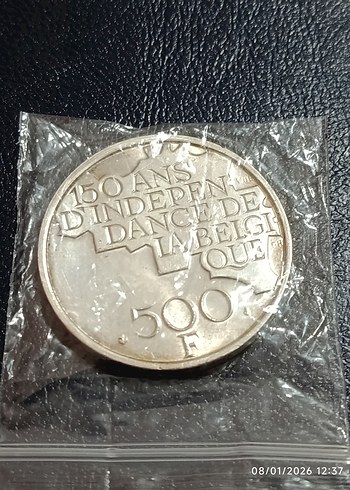 150 ANS
D'INDEPEN
DANCE DE
LA BELGI
QUE
500
F
08/01/2026 12:37